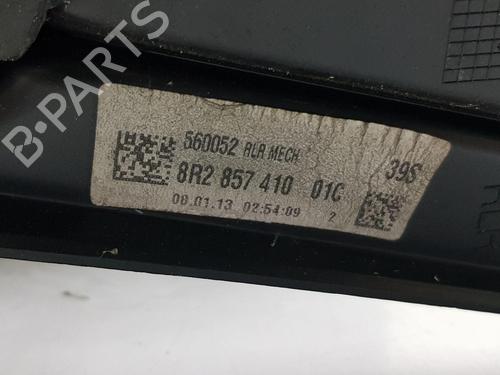 560052 RLR MECH
39S
8R2 857 410 01C
08.01.13 02:54:09 2
B-PARTS